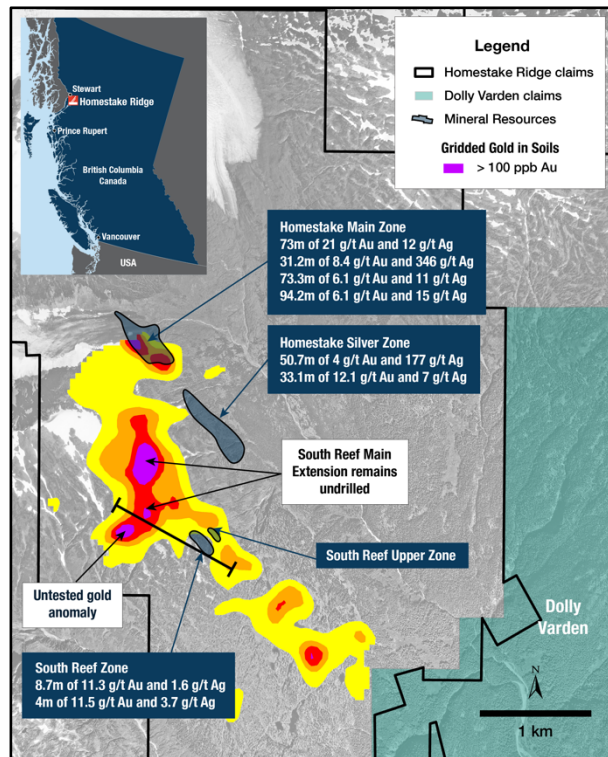 Stewart
Homestake Ridge
Prince Rupert
British Columbia
Canada
Vancouver
USA
Legend
Homestake Ridge claims
Dolly Varden claims
Mineral Resources
Gridded Gold in Soils
> 100 ppb Au
Homestake Main Zone
73m of 21 g/t Au and 12 g/t Ag
31.2m of 8.4 g/t Au and 346 g/t Ag
73.3m of 6.1 g/t Au and 11 g/t Ag
94.2m of 6.1 g/t Au and 15 g/t Ag
Homestake Silver Zone
50.7m of 4 g/t Au and 177 g/t Ag
33.1m of 12.1 g/t Au and 7 g/t Ag
South Reef Main
Extension remains
undrilled
South Reef Upper Zone
Untested gold
anomaly
Dolly
Varden
South Reef Zone
8.7m of 11.3 g/t Au and 1.6 g/t Ag
4m of 11.5 g/t Au and 3.7 g/t Ag
N
1 km